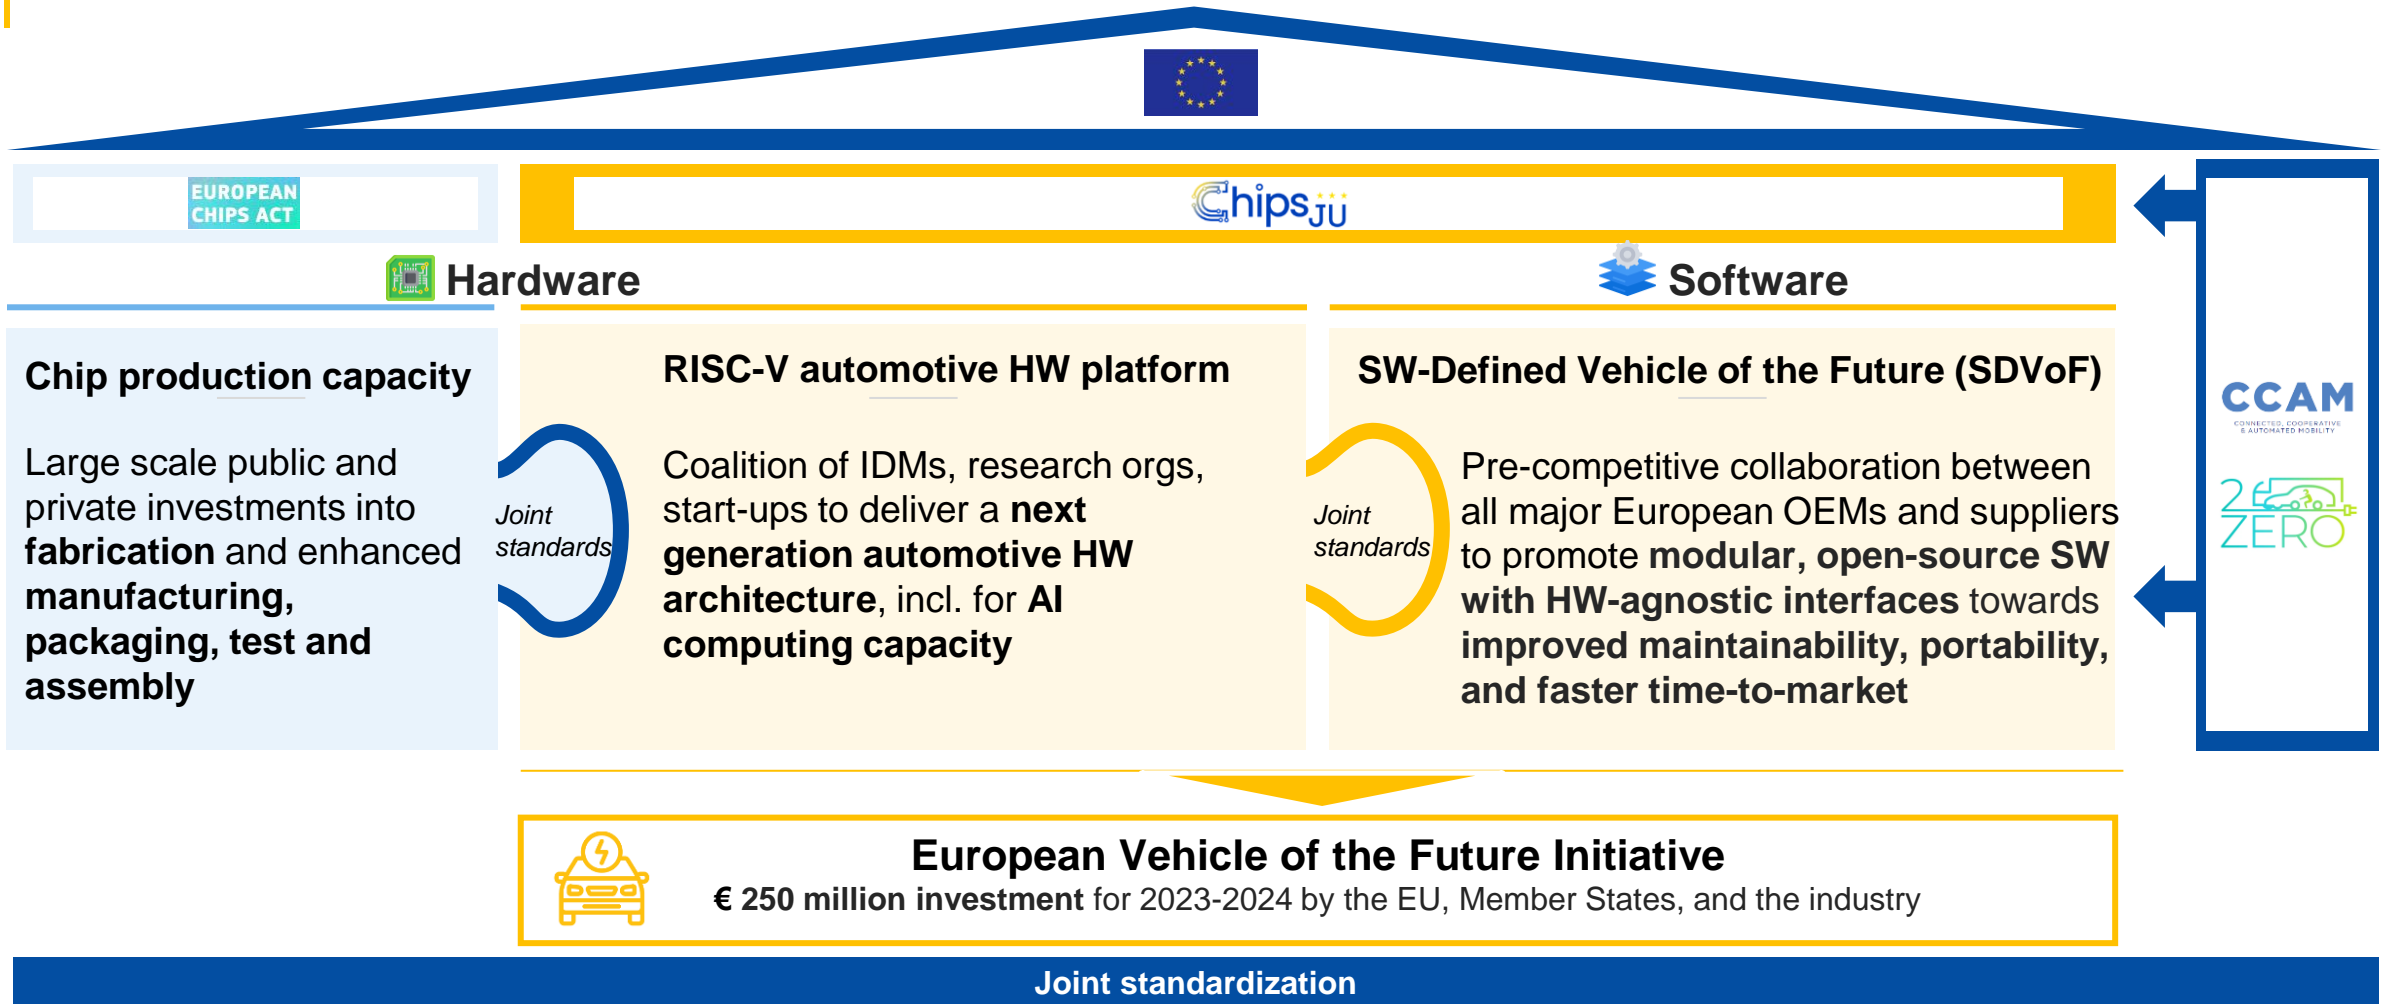 EUROPEAN
CHIPS ACT
Chips JU
Hardware
Software
Chip production capacity
Large scale public and
private investments into
fabrication and enhanced
manufacturing,
packaging, test and
assembly
Joint
standards
RISC-V automotive HW platform
Coalition of IDMs, research orgs,
start-ups to deliver a next
generation automotive HW
architecture, incl. for AI
computing capacity
Joint
standards
SW-Defined Vehicle of the Future (SDVoF)
Pre-competitive collaboration between
all major European OEMs and suppliers
to promote modular, open-source SW
with HW-agnostic interfaces towards
improved maintainability, portability,
and faster time-to-market
CCAM
CONNECTED, COOPERATIVE
& AUTOMATED MOBILITY
2
ZERO
European Vehicle of the Future Initiative
€ 250 million investment for 2023-2024 by the EU, Member States, and the industry
Joint standardization